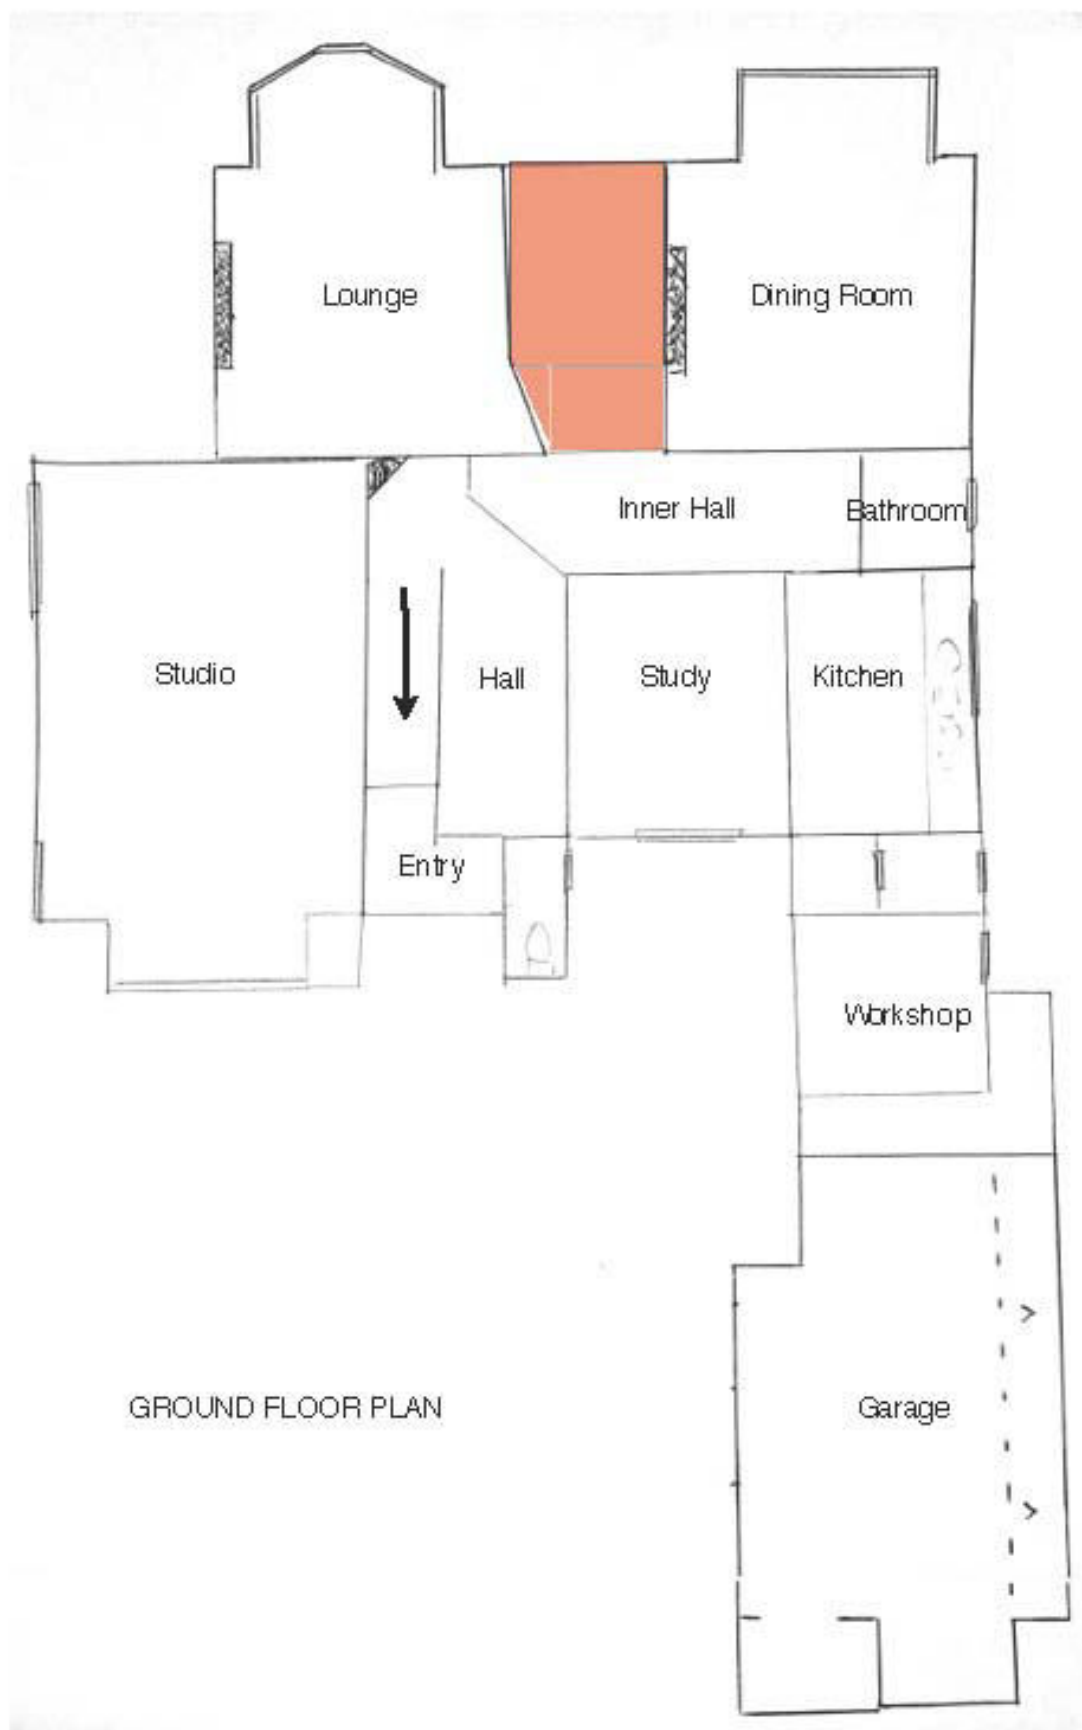 Lounge
Dining Room
Inner Hall
Bathroom
Studio
Hall
Study
Kitchen
Entry
Workshop
GROUND FLOOR PLAN
Garage